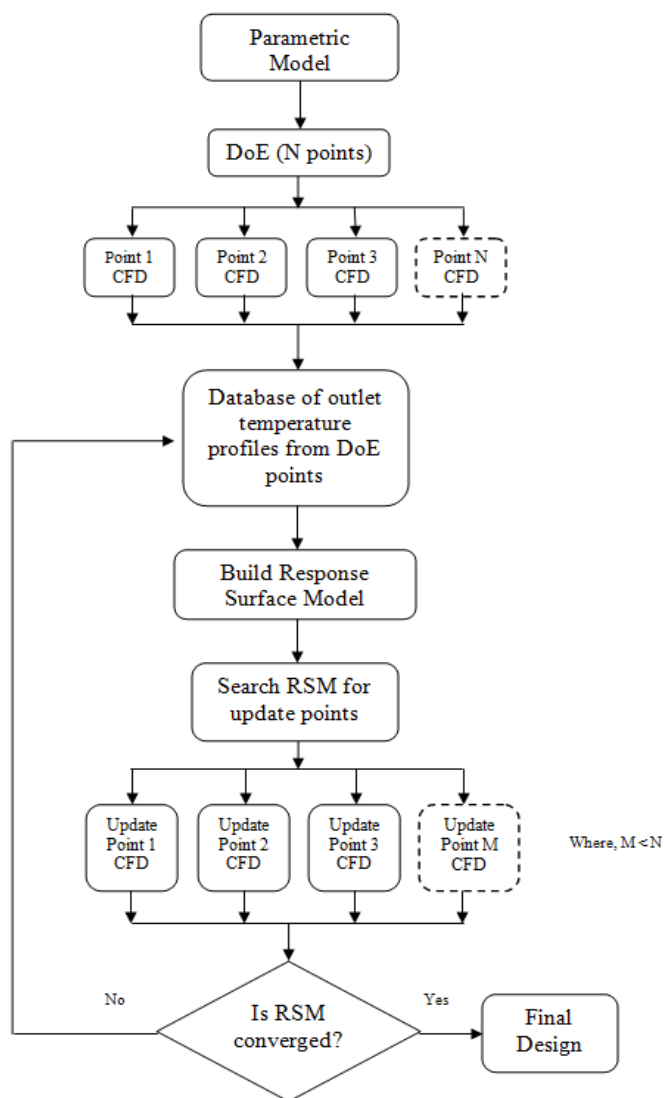 Parametric
Model
DoE (N points)
Point 1
CFD
Point 2
CFD
Point 3
CFD
Point N
CFD
Database of outlet
temperature
profiles from DoE
points
Build Response
Surface Model
Search RSM for
update points
Update
Point 1
CFD
Update
Point 2
CFD
Update
Point 3
CFD
Update
Point M
CFD
Where, M < N
No
Is RSM
converged?
Yes
Final
Design